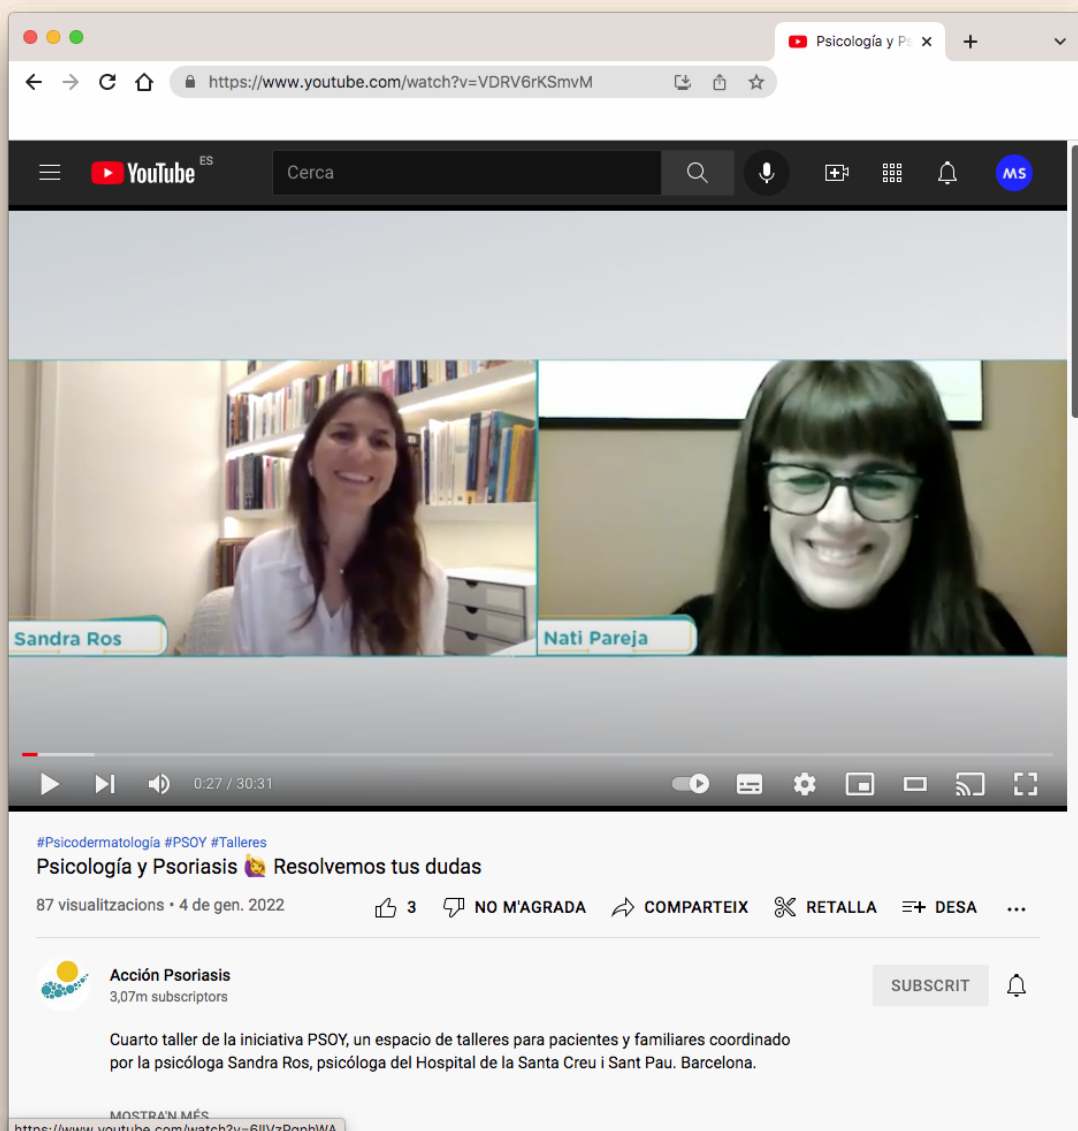 Psicología y Ps
https://www.youtube.com/watch?v=VDRV6rKSmvM
YouTube ES
Cerca
MS
Sandra Ros
Nati Pareja
0:27 / 30:31
#Psicodermatología #PSOY #Talleres
Psicología y Psoriasis 🙋 Resolvemos tus dudas
87 visualitzacions • 4 de gen. 2022
3 NO M'AGRADA COMPARTEIX RETALLA DESA
Acción Psoriasis
3,07m subscriptors
SUBSCRIT
Cuarto taller de la iniciativa PSOY, un espacio de talleres para pacientes y familiares coordinado
por la psicóloga Sandra Ros, psicóloga del Hospital de la Santa Creu i Sant Pau. Barcelona.
MOSTRA'N MÉS